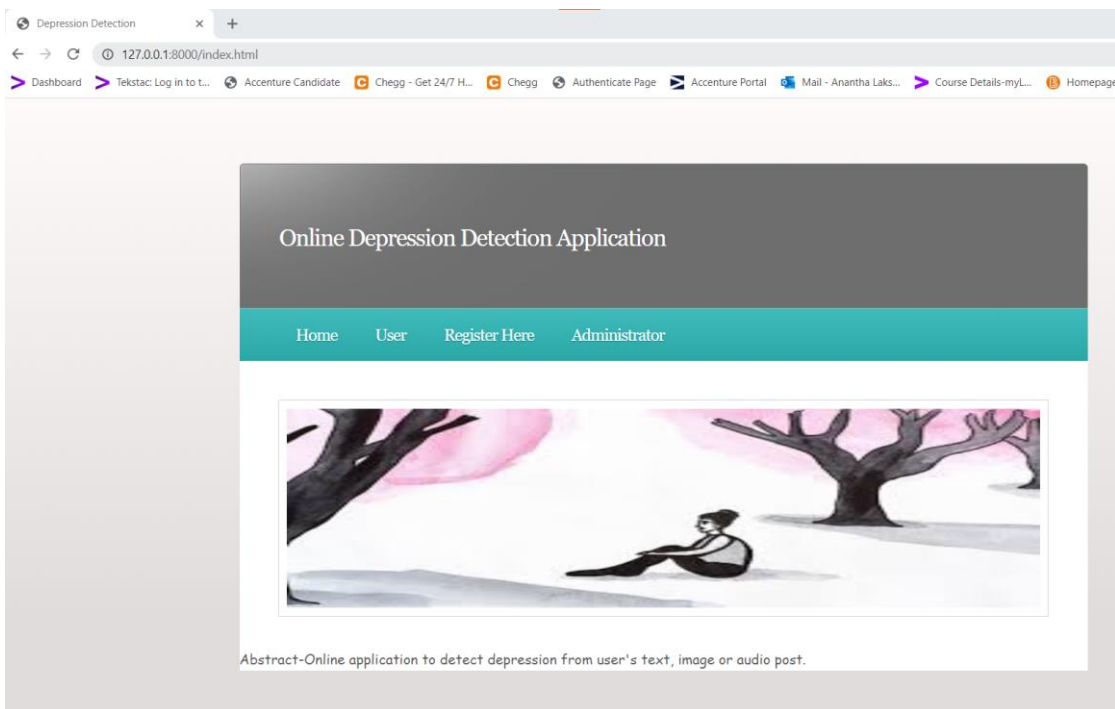 Depression Detection
127.0.0.1:8000/index.html
Dashboard Tekstac: Log in to t... Accenture Candidate Chegg - Get 24/7 H... Chegg Authenticate Page Accenture Portal Mail - Anantha Laks... Course Details-myL... Homepage
Online Depression Detection Application
Home User Register Here Administrator
Abstract-Online application to detect depression from user's text, image or audio post.